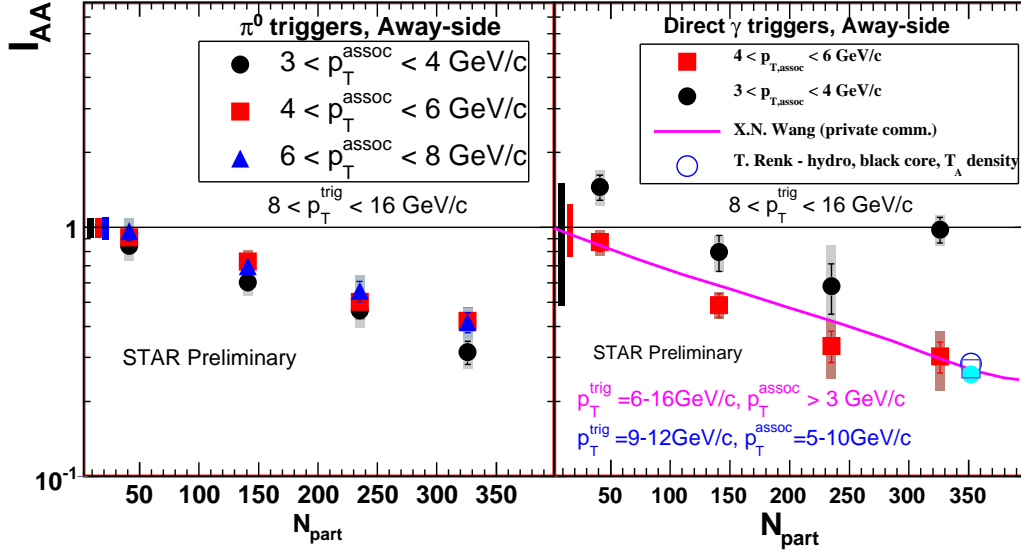 I_AA
π⁰ triggers, Away-side
3 < p_T^assoc < 4 GeV/c
4 < p_T^assoc < 6 GeV/c
6 < p_T^assoc < 8 GeV/c
8 < p_T^trig < 16 GeV/c
1
STAR Preliminary
10⁻¹
50 100 150 200 250 300 350
N_part
Direct γ triggers, Away-side
4 < p_T,assoc < 6 GeV/c
3 < p_T,assoc < 4 GeV/c
X.N. Wang (private comm.)
T. Renk - hydro, black core, T_A density
8 < p_T^trig < 16 GeV/c
STAR Preliminary
p_T^trig =6-16GeV/c, p_T^assoc > 3 GeV/c
p_T^trig =9-12GeV/c, p_T^assoc =5-10GeV/c
50 100 150 200 250 300 350
N_part